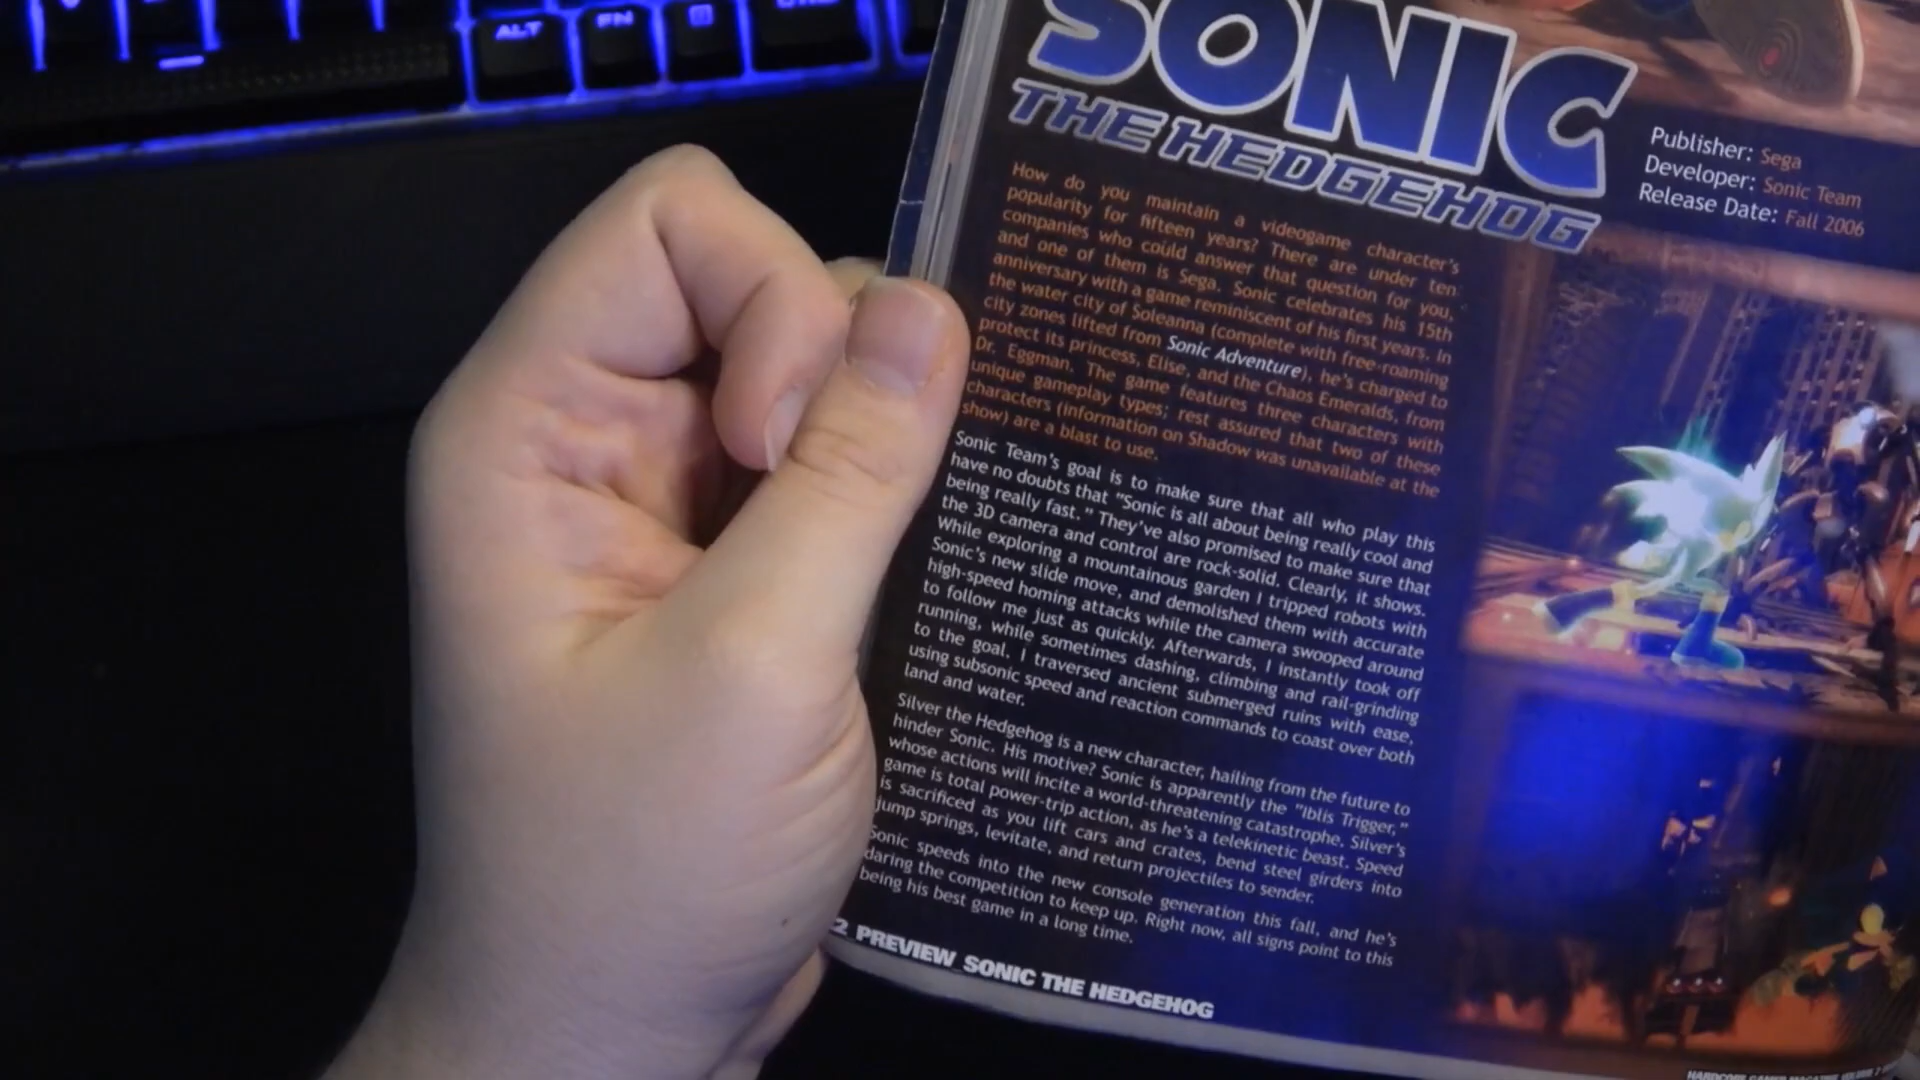 ALT
FN
SONIC
THE HEDGEHOG
Publisher: Sega
Developer: Sonic Team
Release Date: Fall 2006
How do you maintain a videogame character's
popularity for fifteen years? There are under ten
companies who could answer that question for you,
and one of them is Sega. Sonic celebrates his 15th
anniversary with a game reminiscent of his first years. In
the water city of Soleanna (complete with free-roaming
city zones lifted from Sonic Adventure), he's charged to
protect its princess, Elise, and the Chaos Emeralds, from
Dr. Eggman. The game features three characters with
unique gameplay types; rest assured that two of these
characters (information on Shadow was unavailable at the
show) are a blast to use.
Sonic Team's goal is to make sure that all who play this
have no doubts that "Sonic is all about being really cool and
being really fast." They've also promised to make sure that
the 3D camera and control are rock-solid. Clearly, it shows.
While exploring a mountainous garden I tripped robots with
Sonic's new slide move, and demolished them with accurate
high-speed homing attacks while the camera swooped around
to follow me just as quickly. Afterwards, I instantly took off
running, while sometimes dashing, climbing and rail-grinding
to the goal. I traversed ancient submerged ruins with ease,
using subsonic speed and reaction commands to coast over both
land and water.
Silver the Hedgehog is a new character, hailing from the future to
hinder Sonic. His motive? Sonic is apparently the "Iblis Trigger,"
whose actions will incite a world-threatening catastrophe. Silver's
game is total power-trip action, as he's a telekinetic beast. Speed
is sacrificed as you lift cars and crates, bend steel girders into
jump springs, levitate, and return projectiles to sender.
Sonic speeds into the new console generation this fall, and he's
daring the competition to keep up. Right now, all signs point to this
being his best game in a long time.
2 PREVIEW_SONIC THE HEDGEHOG
HARDCORE GAMER MAGAZINE VOLUME 2